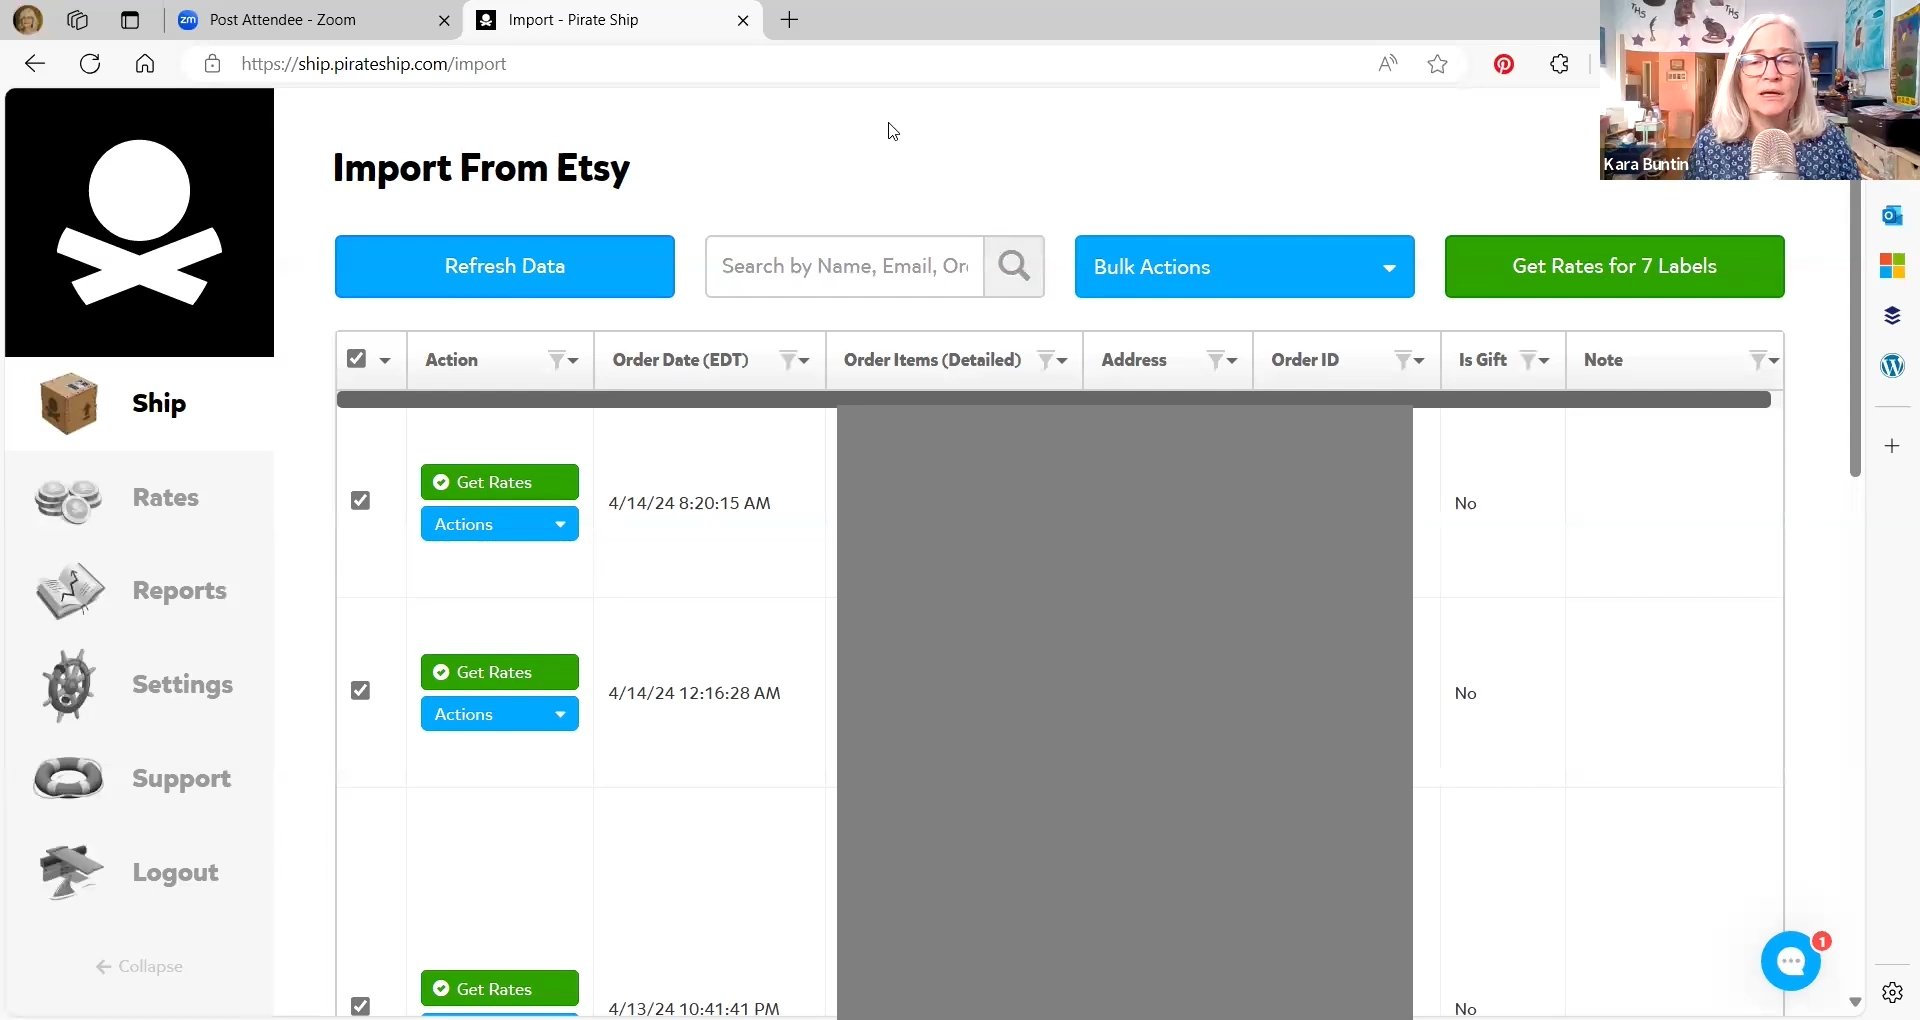 Post Attendee - Zoom
Import - Pirate Ship
https://ship.pirateship.com/import
THS
THS
Kara Buntin
Import From Etsy
Refresh Data
Search by Name, Email, Or
Bulk Actions
Get Rates for 7 Labels
Action
Order Date (EDT)
Order Items (Detailed)
Address
Order ID
Is Gift
Note
Ship
Rates
Reports
Settings
Support
Logout
Collapse
Get Rates
Actions
4/14/24 8:20:15 AM
No
Get Rates
Actions
4/14/24 12:16:28 AM
No
Get Rates
4/13/24 10:41:41 PM
No
1